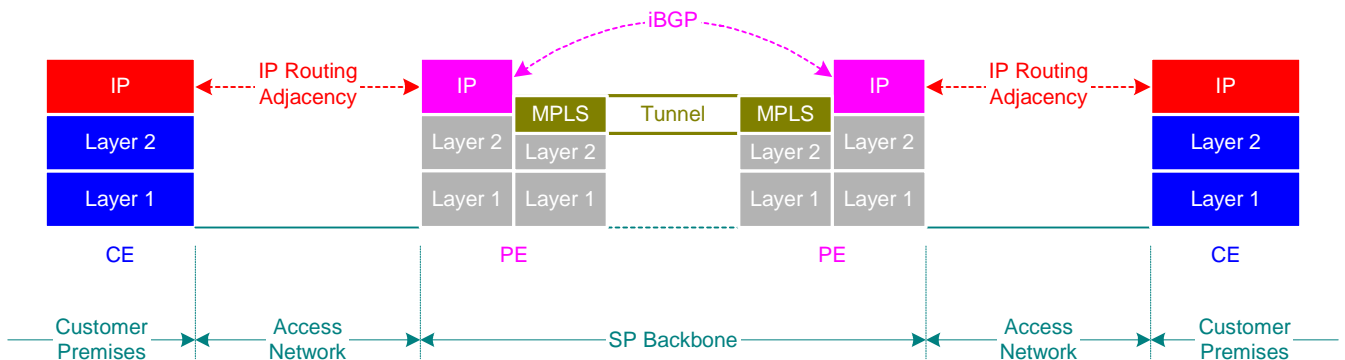 iBGP
IP
IP Routing
Adjacency
IP
IP
IP Routing
Adjacency
IP
MPLS
Tunnel
MPLS
Layer 2
Layer 2
Layer 2
Layer 2
Layer 2
Layer 2
Layer 1
Layer 1
Layer 1
Layer 1
Layer 1
Layer 1
CE
PE
PE
CE
Customer
Premises
Access
Network
SP Backbone
Access
Network
Customer
Premises